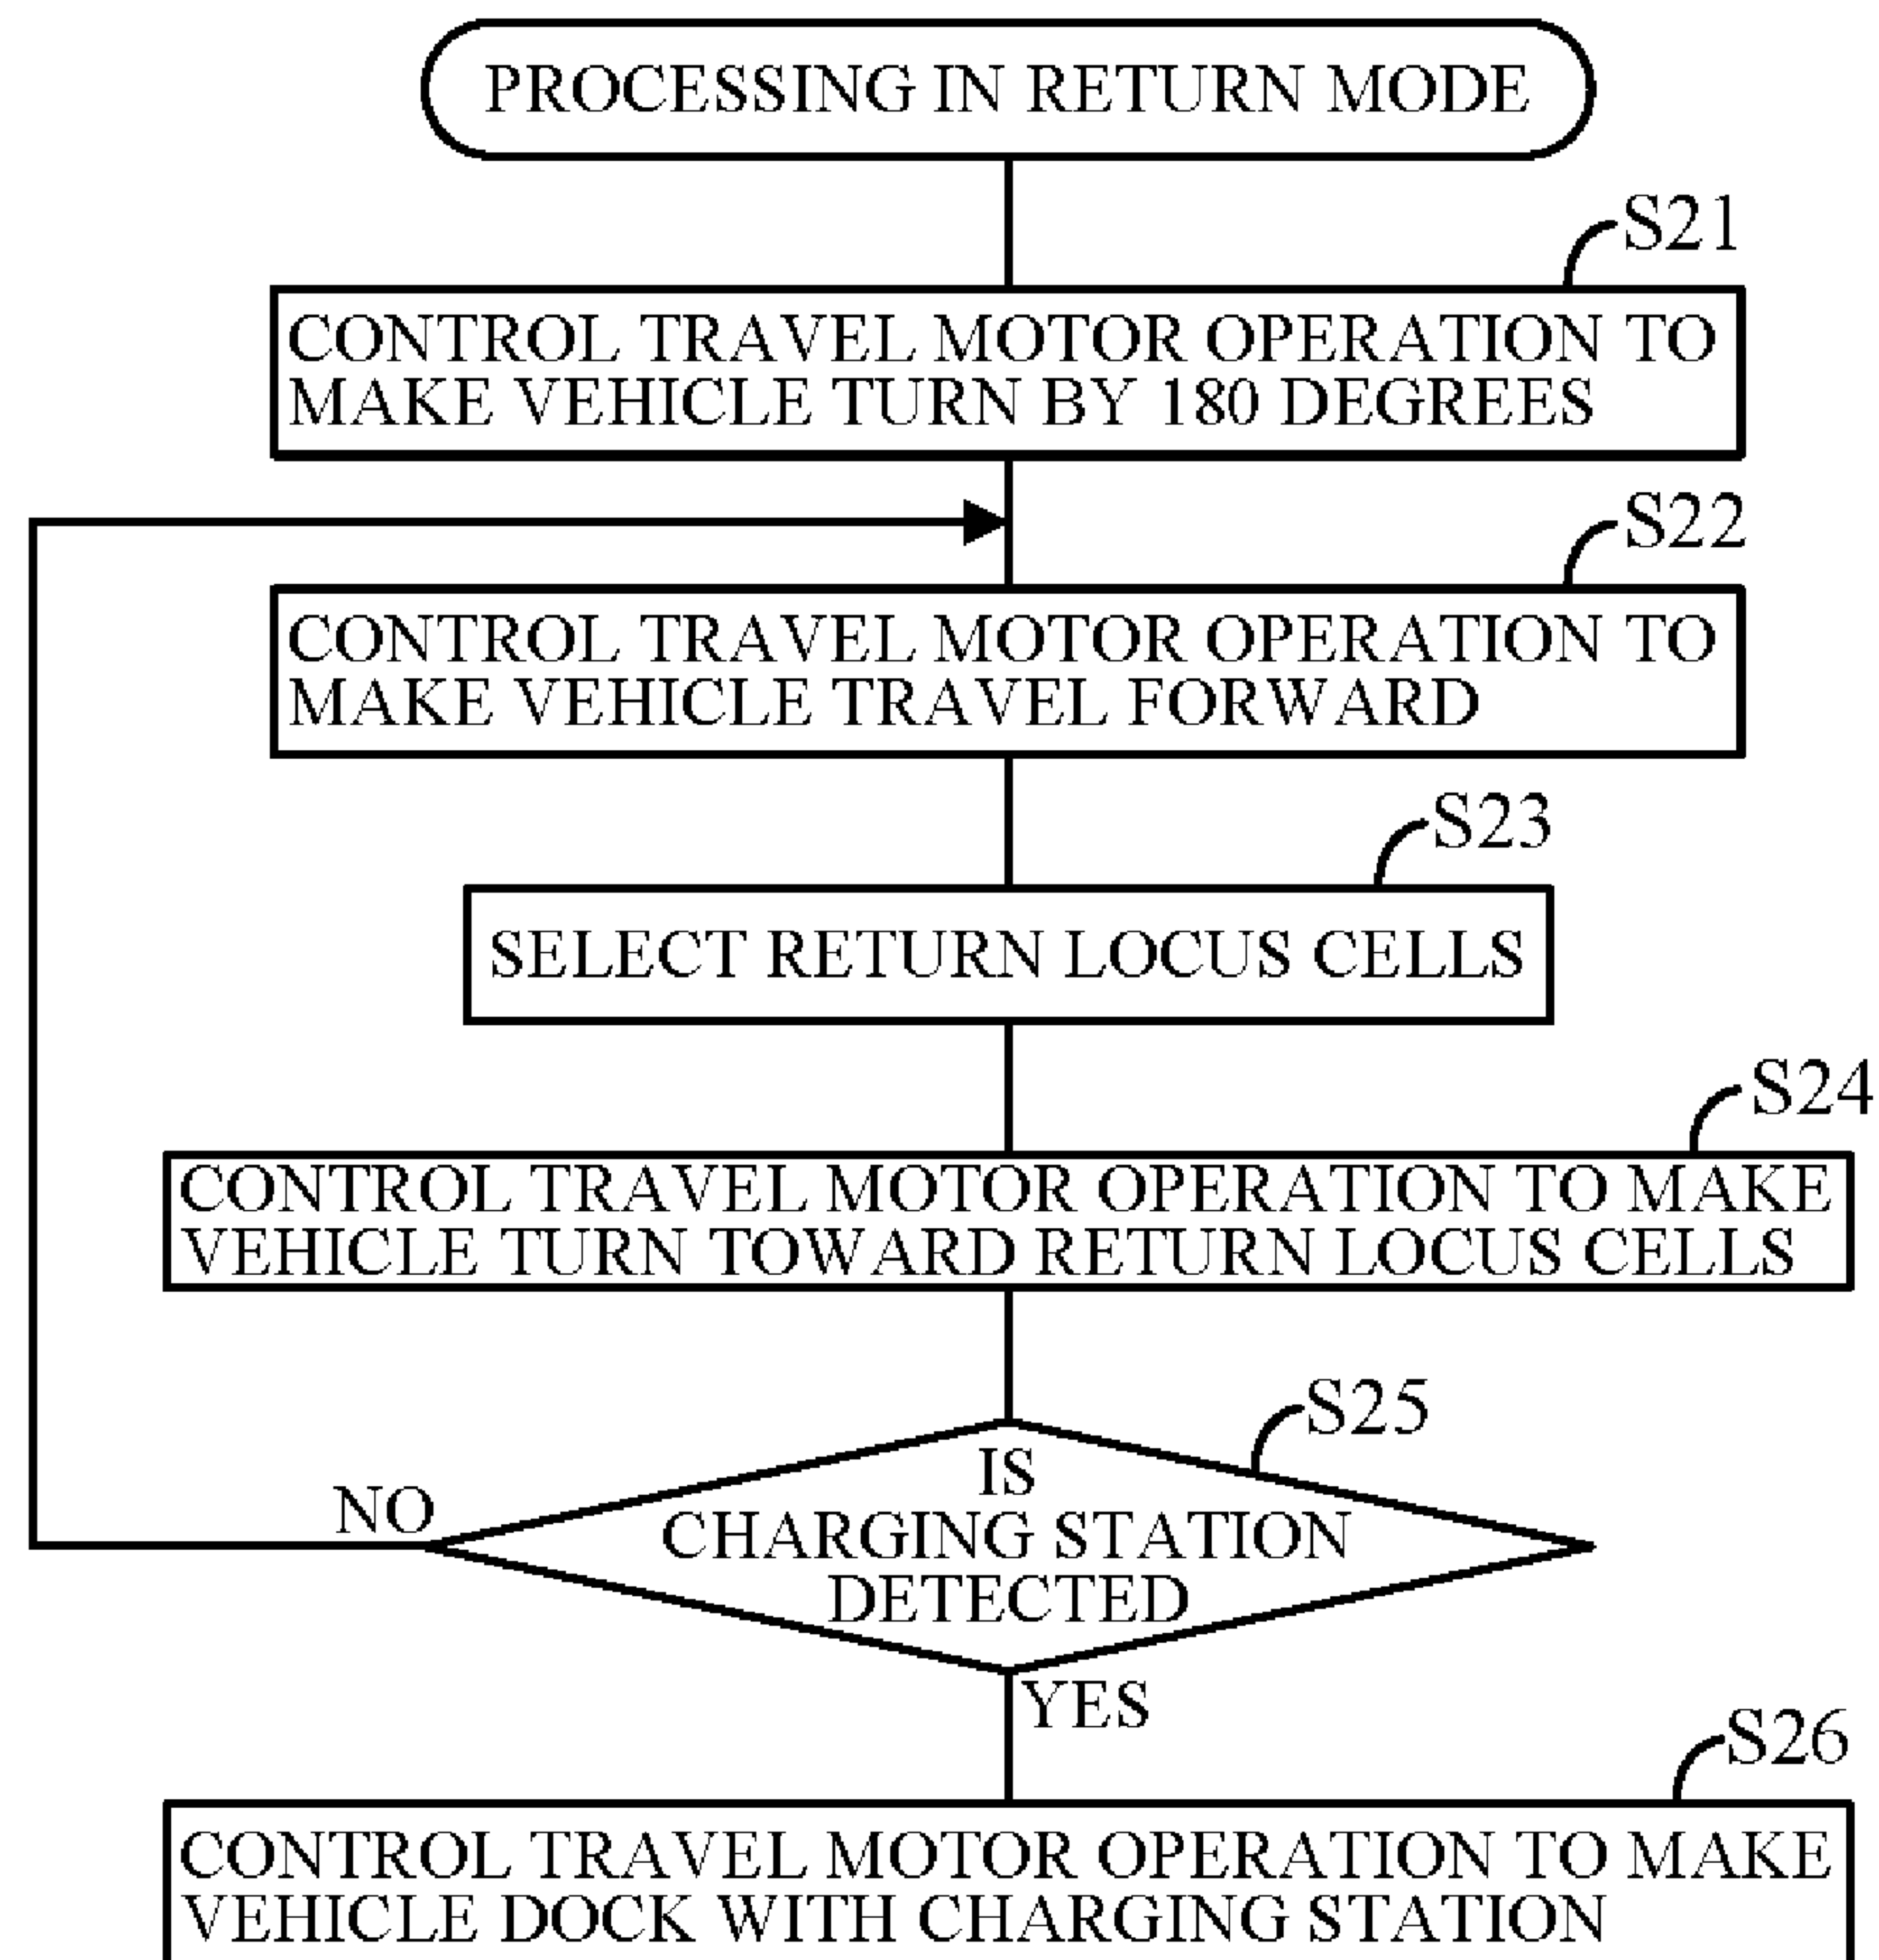 PROCESSING IN RETURN MODE
S21
CONTROL TRAVEL MOTOR OPERATION TO
MAKE VEHICLE TURN BY 180 DEGREES
S22
CONTROL TRAVEL MOTOR OPERATION TO
MAKE VEHICLE TRAVEL FORWARD
S23
SELECT RETURN LOCUS CELLS
S24
CONTROL TRAVEL MOTOR OPERATION TO MAKE
VEHICLE TURN TOWARD RETURN LOCUS CELLS
S25
IS
CHARGING STATION
DETECTED
NO
YES
S26
CONTROL TRAVEL MOTOR OPERATION TO MAKE
VEHICLE DOCK WITH CHARGING STATION